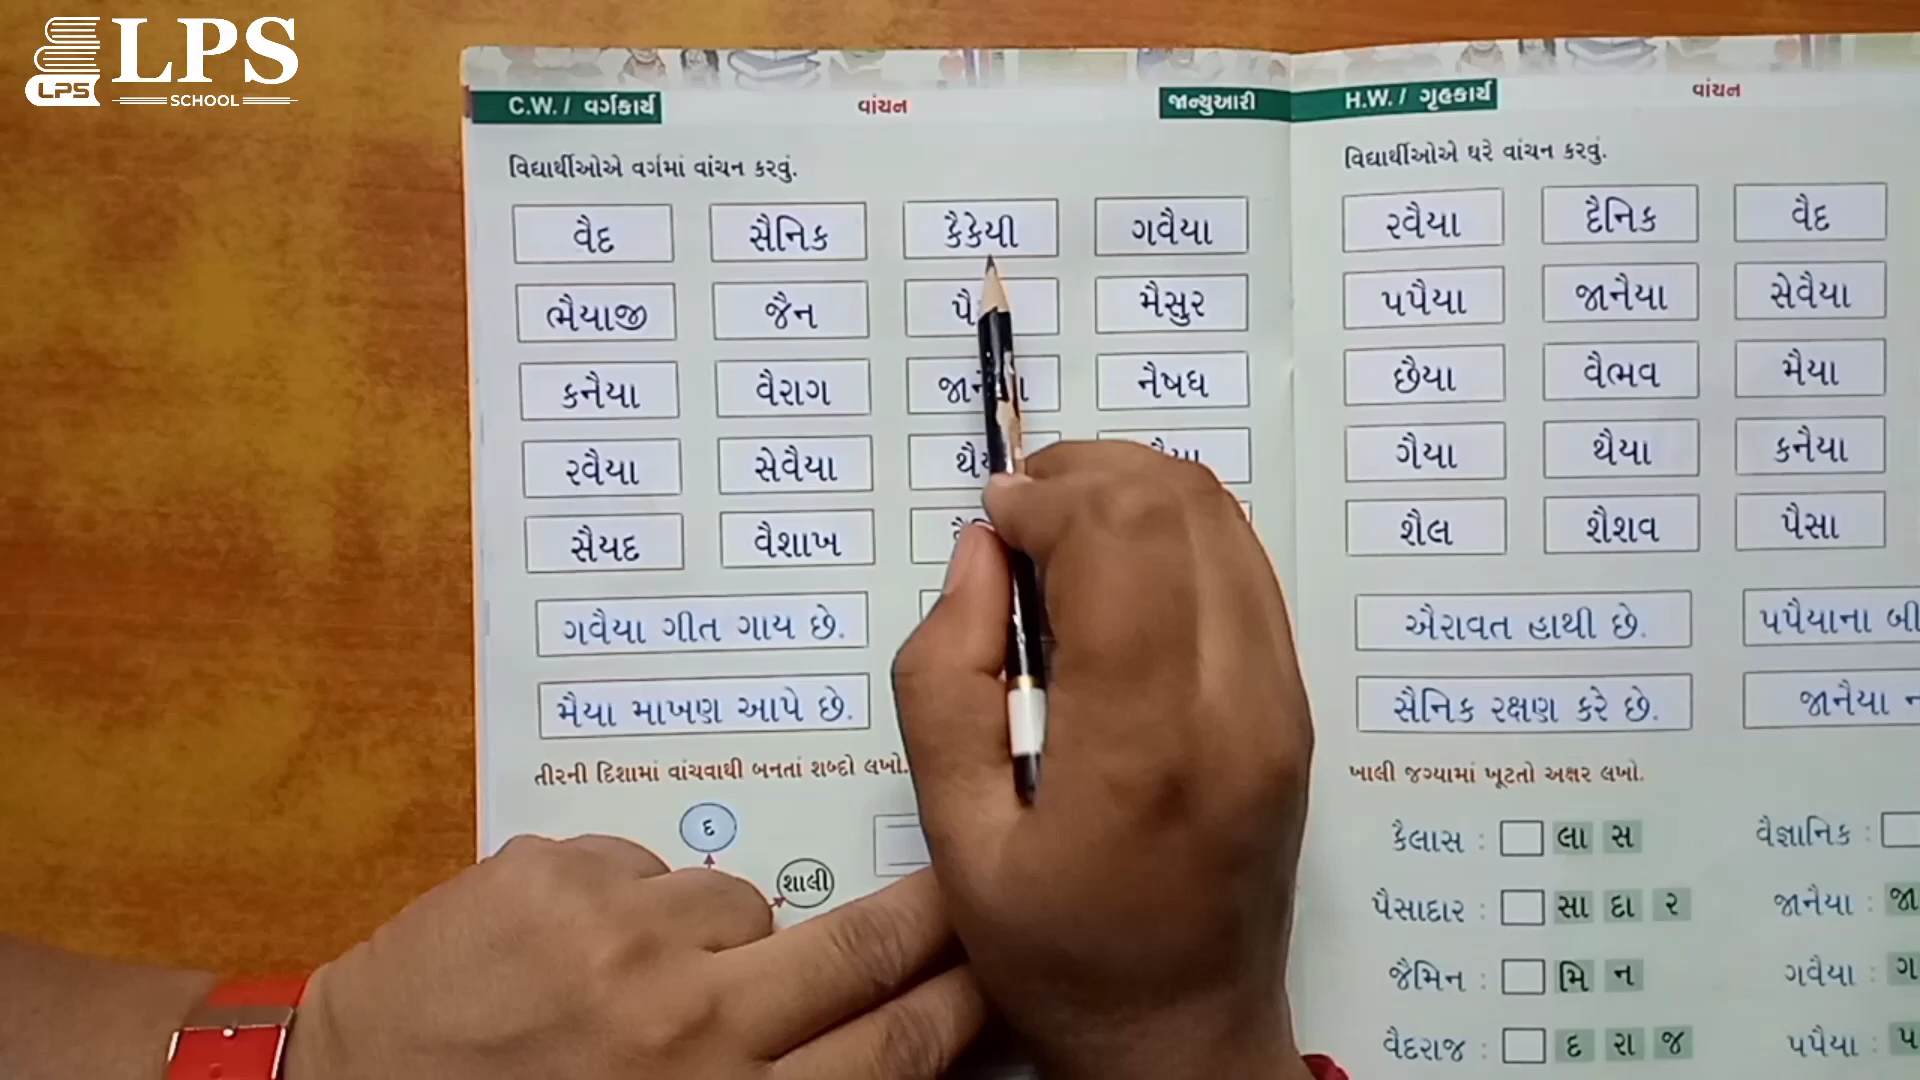 LPS
LPS
SCHOOL
C.W. / વર્ગકાર્ય વાંચન જાન્યુઆરી
વિદ્યાર્થીઓએ વર્ગમાં વાંચન કરવું.
વૈદ સૈનિક કૈકેયી ગવૈયા
ભૈયાજી જૈન પૈ મૈસુર
કનૈયા વૈરાગ નૈષધ
રવૈયા સેવૈયા
સૈયદ વૈશાખ
ગવૈયા ગીત ગાય છે.
મૈયા માખણ આપે છે.
તીરની દિશામાં વાંચવાથી બનતાં શબ્દો લખો.
દ
શાલી
H.W. / ગૃહકાર્ય વાંચન
વિદ્યાર્થીઓએ ઘરે વાંચન કરવું.
રવૈયા દૈનિક વૈદ
પપૈયા જાનૈયા સેવૈયા
છૈયા વૈભવ મૈયા
ગૈયા થૈયા કનૈયા
શૈલ શૈશવ પૈસા
ઐરાવત હાથી છે. પપૈયાના બી
સૈનિક રક્ષણ કરે છે. જાનૈયા ન
ખાલી જગ્યામાં ખૂટતો અક્ષર લખો.
કૈલાસ : લા સ વૈજ્ઞાનિક :
પૈસાદાર : સા દા ર જાનૈયા : જા
જૈમિન : મિ ન ગવૈયા : ગ
વૈદરાજ : દ રા જ પપૈયા : પ